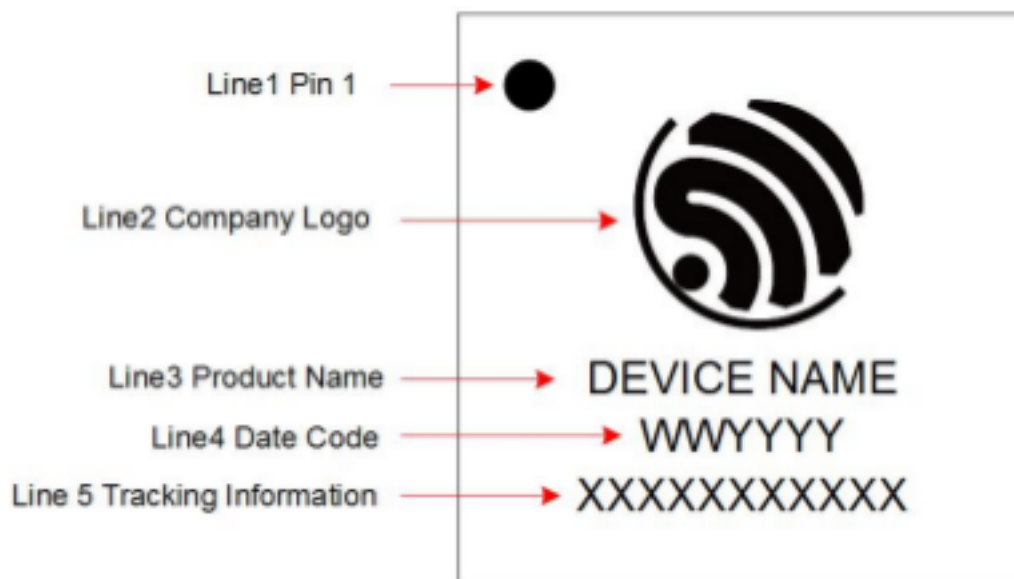 Line1 Pin 1
Line2 Company Logo
Line3 Product Name
DEVICE NAME
Line4 Date Code
WWYYYY
Line 5 Tracking Information
XXXXXXXXXXX